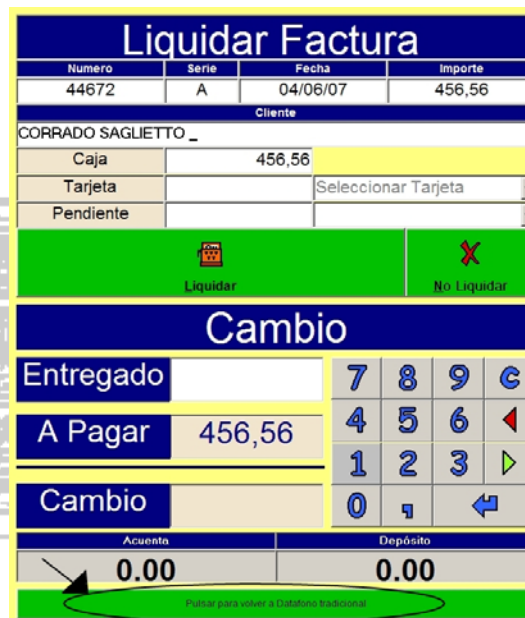 Liquidar Factura
Numero Serie Fecha Importe
44672 A 04/06/07 456,56
Cliente
CORRADO SAGLIETTO _
Caja 456,56
Tarjeta Seleccionar Tarjeta
Pendiente
Liquidar No Liquidar
Cambio
Entregado
7 8 9 C
A Pagar 456,56
4 5 6
1 2 3
Cambio
0 ,
Acuenta Depósito
0.00 0.00
Pulsar para volver a Datafono tradicional